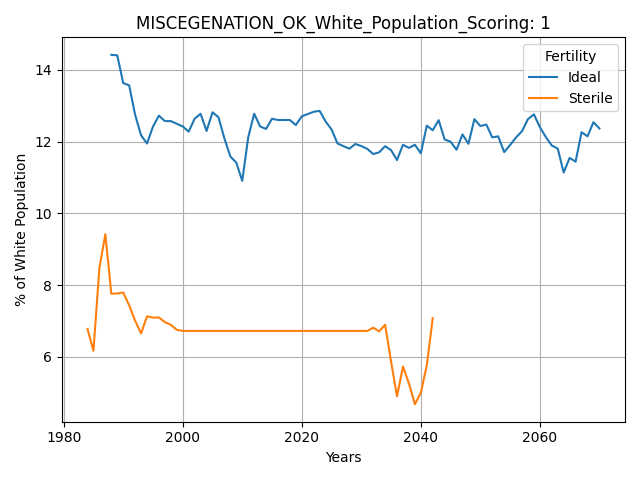 MISCEGENATION_OK_White_Population_Scoring: 1
Fertility
Ideal
Sterile
% of White Population
14
12
10
8
6
1980
2000
2020
2040
2060
Years